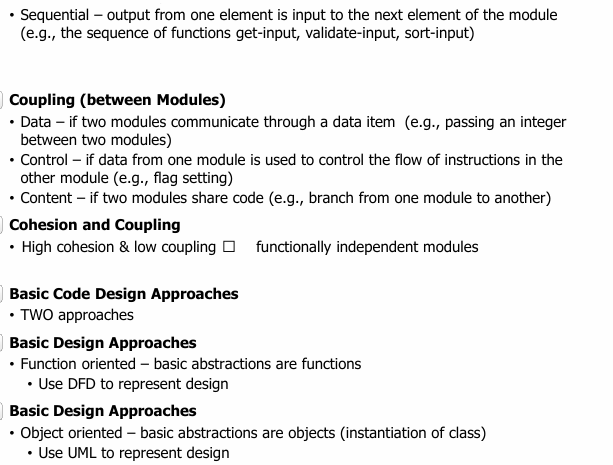 • Sequential – output from one element is input to the next element of the module
(e.g., the sequence of functions get-input, validate-input, sort-input)
Coupling (between Modules)
• Data – if two modules communicate through a data item (e.g., passing an integer
between two modules)
• Control – if data from one module is used to control the flow of instructions in the
other module (e.g., flag setting)
• Content – if two modules share code (e.g., branch from one module to another)
Cohesion and Coupling
• High cohesion & low coupling □ functionally independent modules
Basic Code Design Approaches
• TWO approaches
Basic Design Approaches
• Function oriented – basic abstractions are functions
• Use DFD to represent design
Basic Design Approaches
• Object oriented – basic abstractions are objects (instantiation of class)
• Use UML to represent design